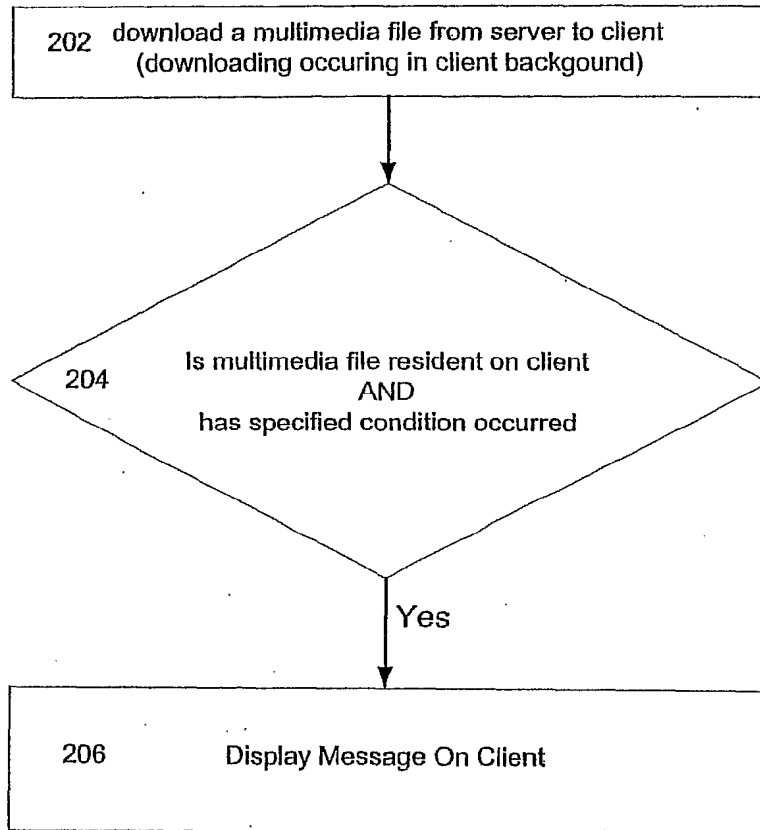 202 download a multimedia file from server to client
(downloading occuring in client backgound)
204 Is multimedia file resident on client
AND
has specified condition occurred
Yes
206 Display Message On Client